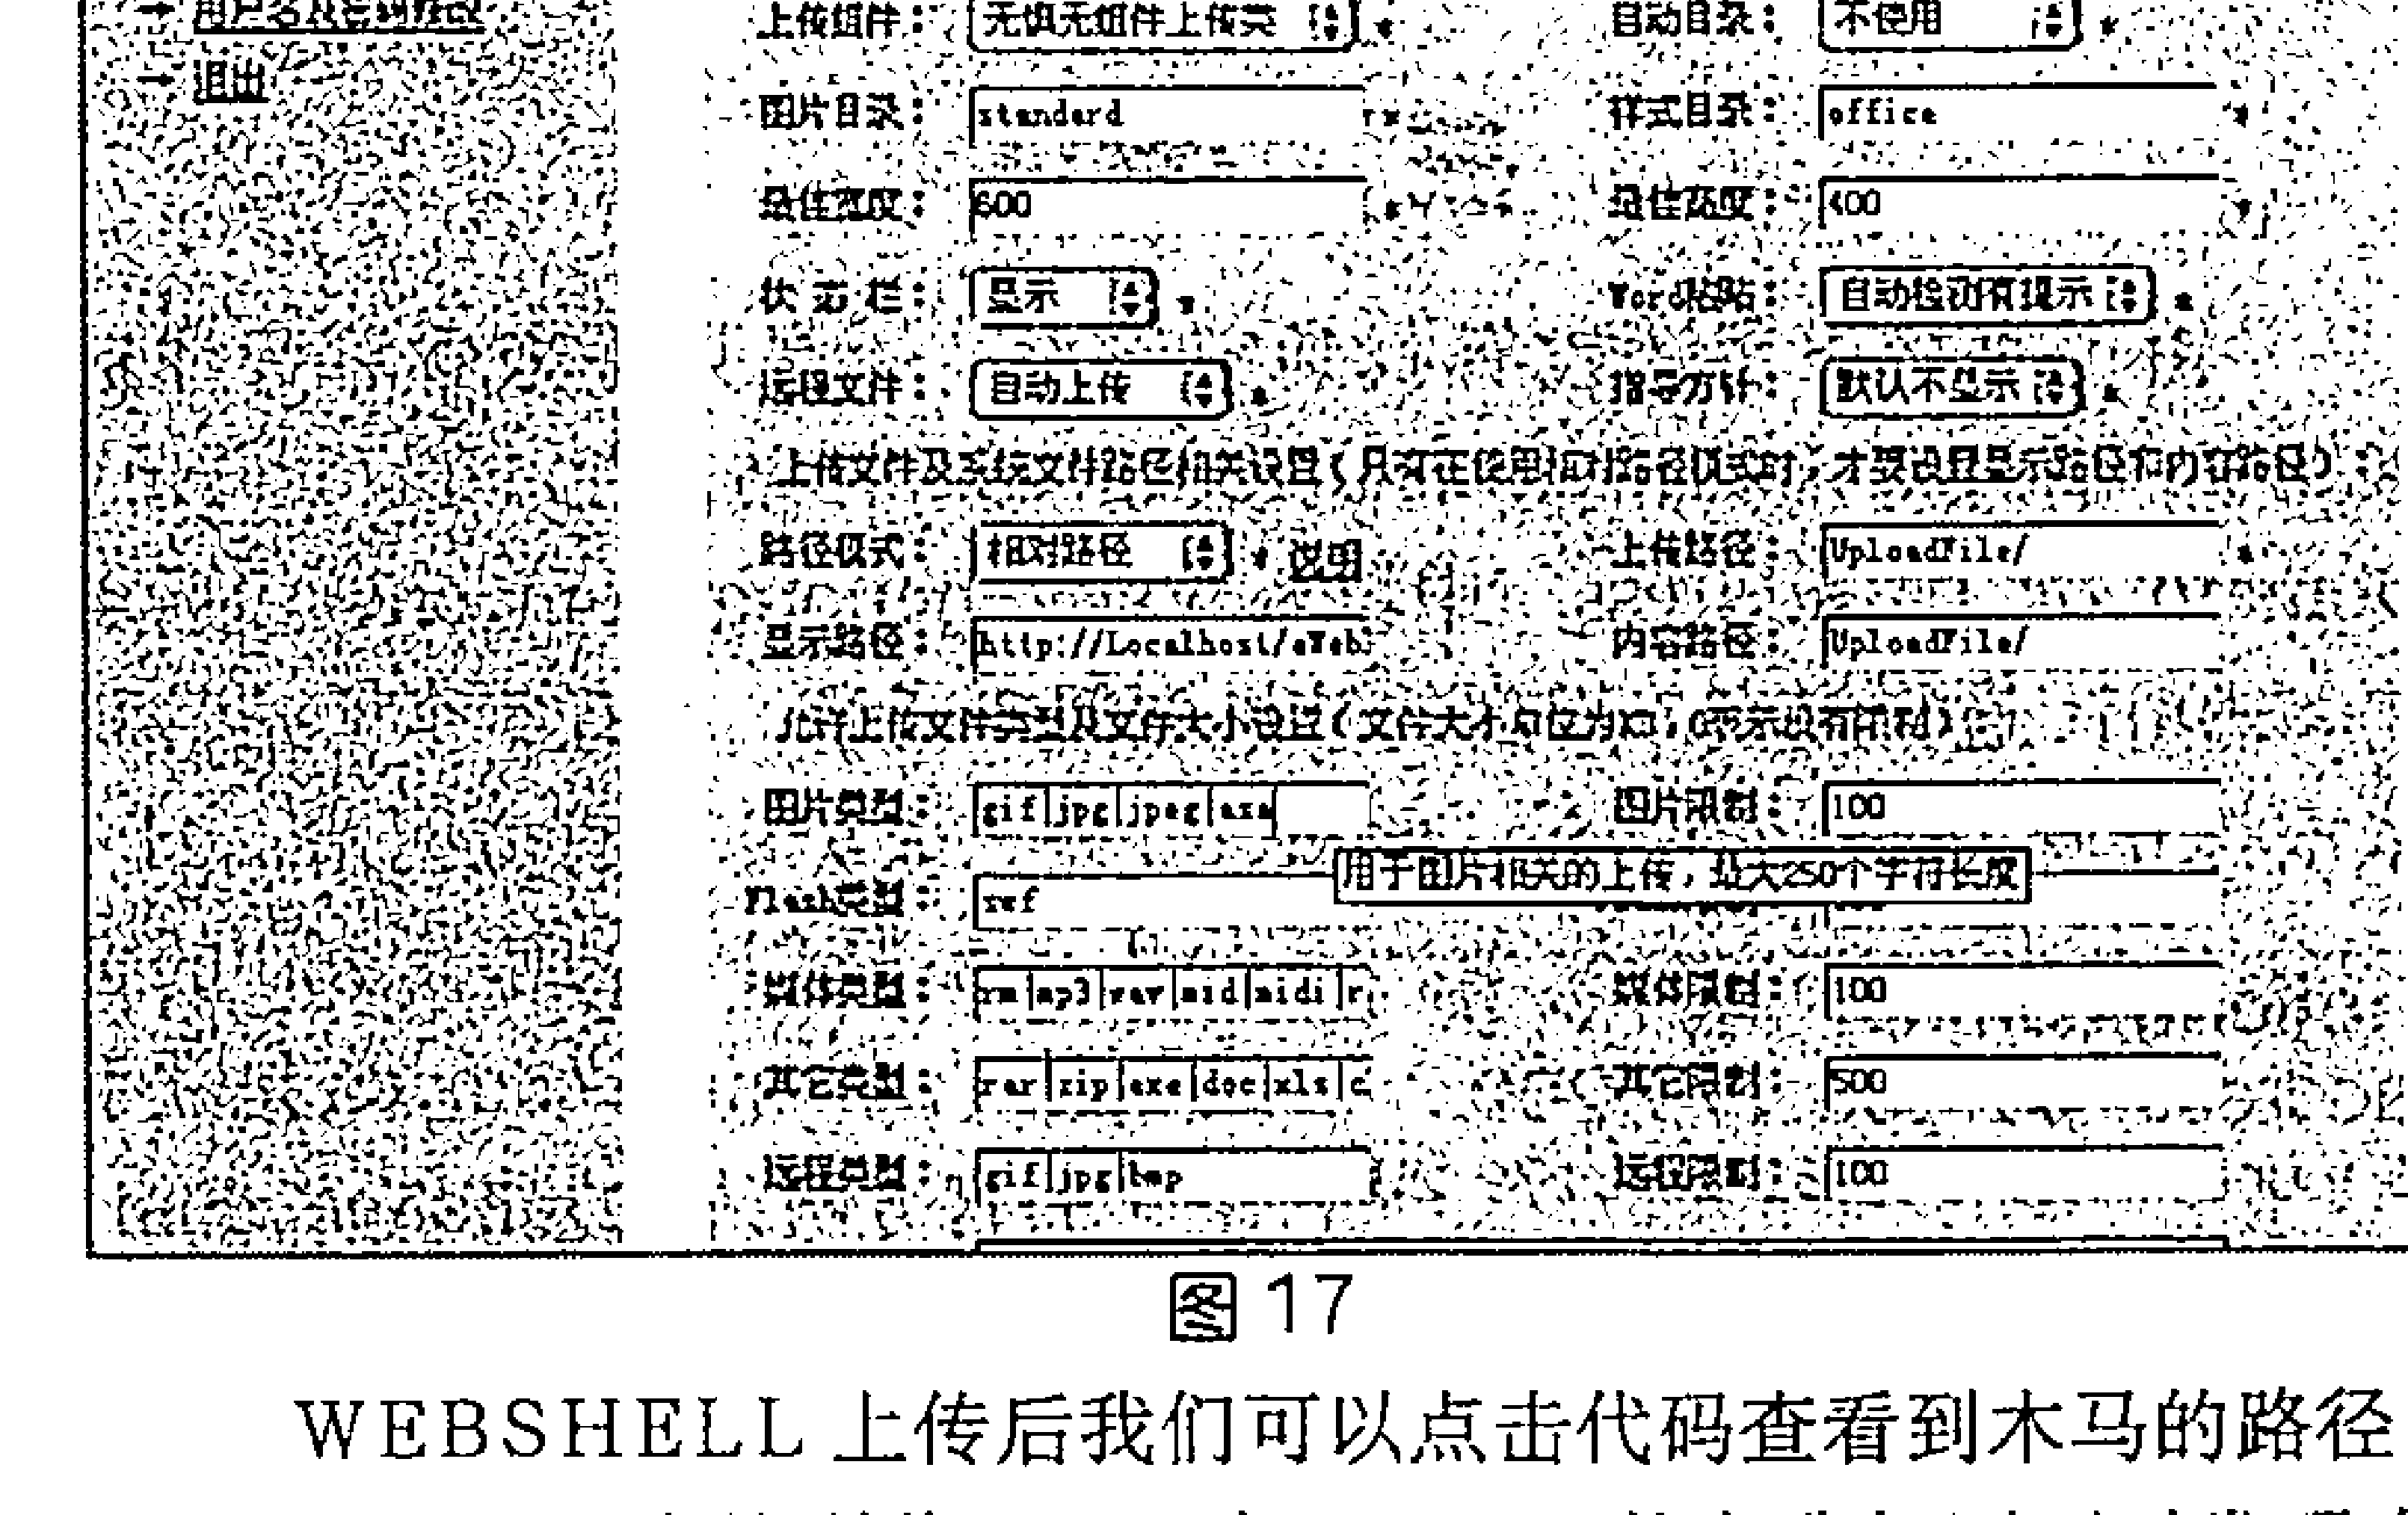 用户名及密码修改
退出
上传组件： 无惧无组件上传类 * 自动目录： 不使用 *
图片目录： standard * 样式目录： office *
最佳宽度： 600 * 最佳高度： 400 *
状 态 栏： 显示 * Word粘贴： 自动检测有提示 *
远程文件： 自动上传 * 指导方针： 默认不显示 *
上传文件及系统文件路径相关设置（只有在使用相对路径模式时，才要设置显示路径和内容路径）：
路径模式： 相对路径 * 说明 上传路径： UploadFile/ *
显示路径： http://Localhost/eWeb 内容路径： UploadFile/
允许上传文件类型及文件大小设置（文件大小单位为KB，0表示没有限制）：
图片类型： gif|jpg|jpeg|asa 图片限制： 100
用于图片相关的上传，最大250个字符长度
Flash类型： swf
媒体类型： rm|mp3|wav|mid|midi|r 媒体限制： 100
其它类型： rar|zip|exe|doc|xls|c 其它限制： 500
远程类型： gif|jpg|bmp 远程限制： 100
图 17
WEBSHELL 上传后我们可以点击代码查看到木马的路径